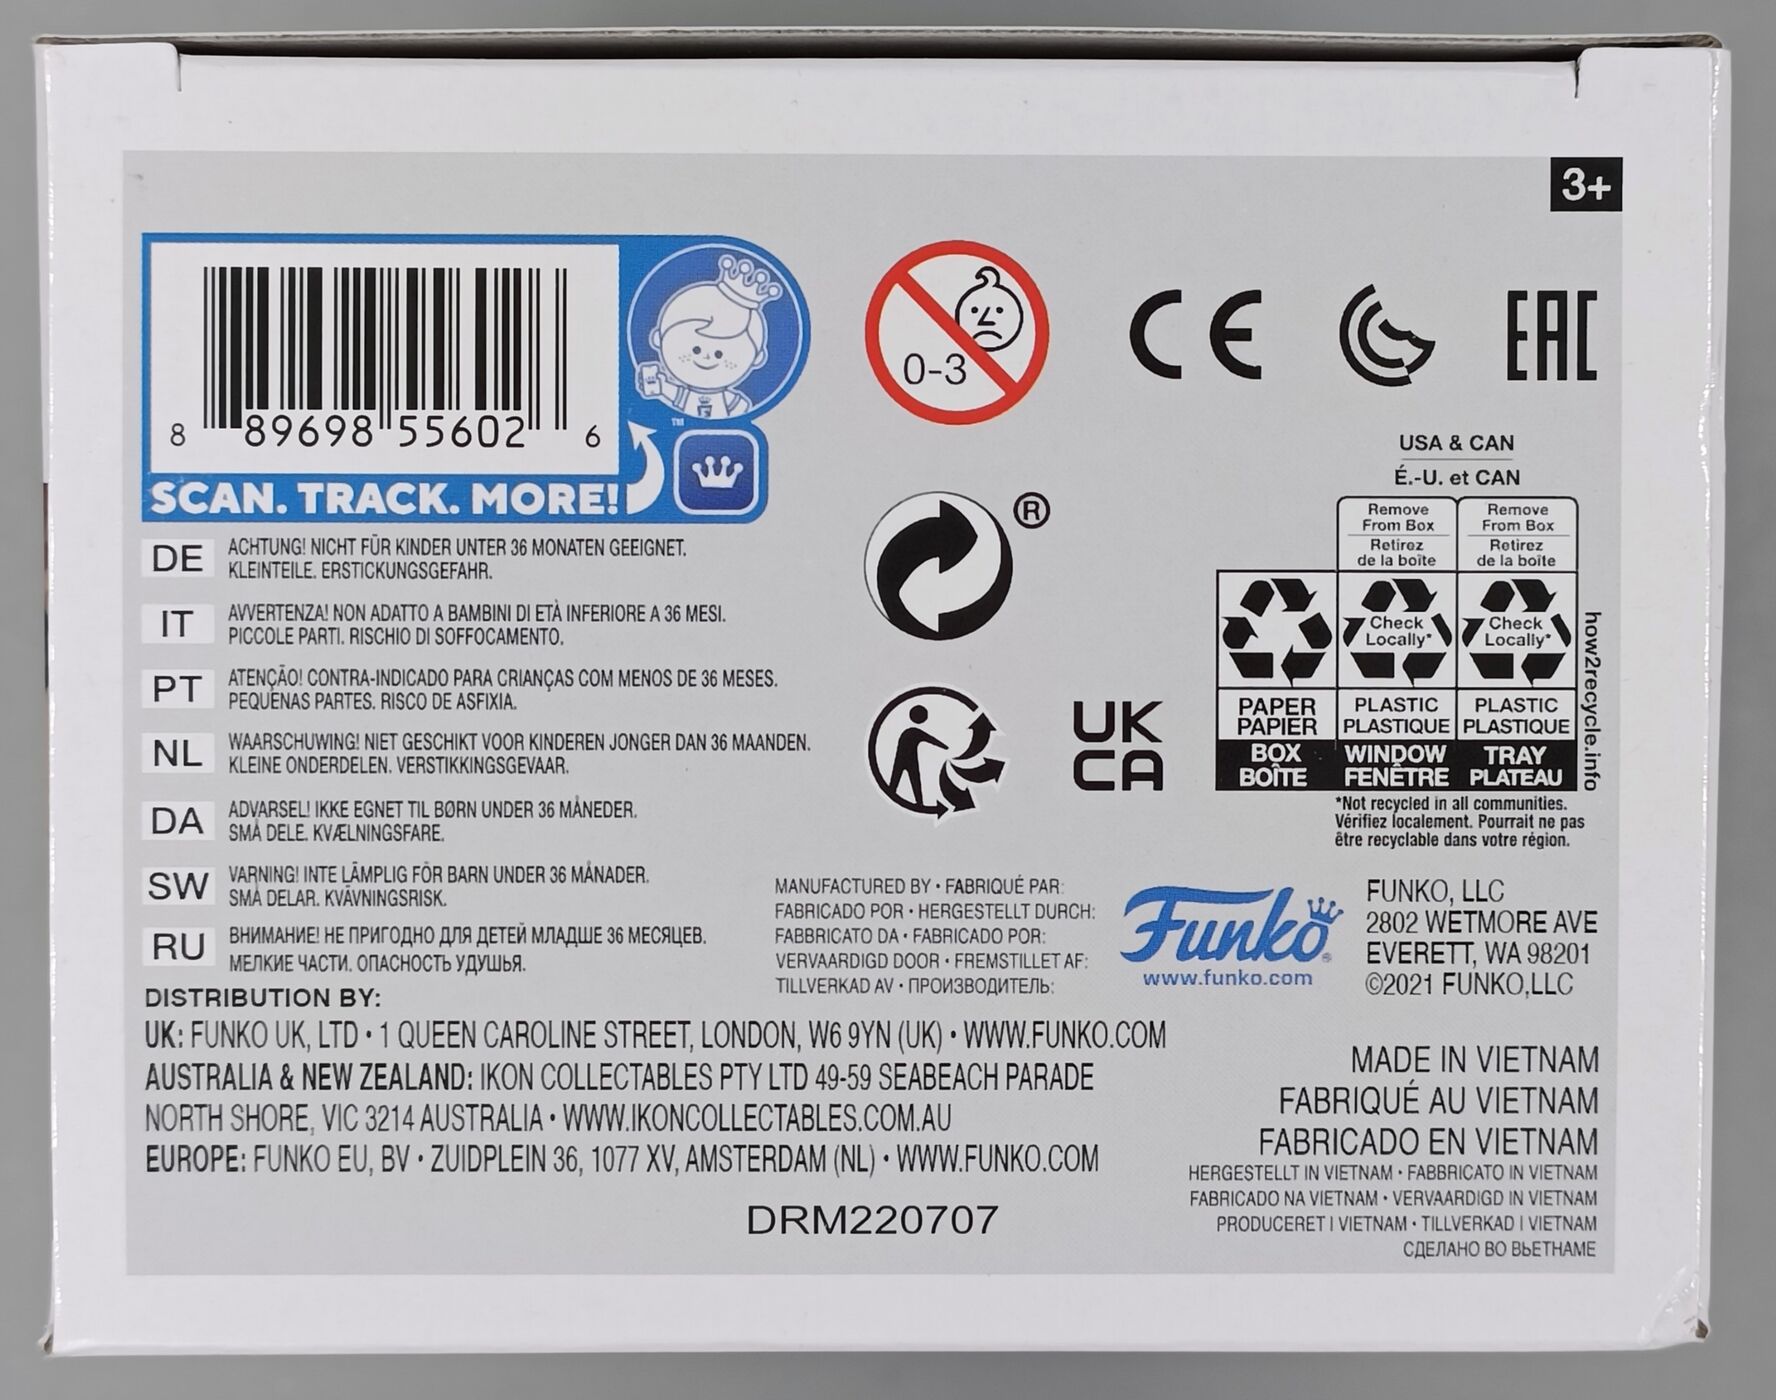 3+
8 89698 55602 6
SCAN. TRACK. MORE!
TM
0-3
CE
EAC
®
UK
CA
USA & CAN
É.-U. et CAN
Remove
From Box
Retirez
de la boîte
Remove
From Box
Retirez
de la boîte
Check
Locally*
Check
Locally*
PAPER
PAPIER
PLASTIC
PLASTIQUE
PLASTIC
PLASTIQUE
BOX
BOÎTE
WINDOW
FENÊTRE
TRAY
PLATEAU
how2recycle.info
*Not recycled in all communities.
Vérifiez localement. Pourrait ne pas
être recyclable dans votre région.
DE ACHTUNG! NICHT FÜR KINDER UNTER 36 MONATEN GEEIGNET.
KLEINTEILE. ERSTICKUNGSGEFAHR.
IT AVVERTENZA! NON ADATTO A BAMBINI DI ETÀ INFERIORE A 36 MESI.
PICCOLE PARTI. RISCHIO DI SOFFOCAMENTO.
PT ATENÇÃO! CONTRA-INDICADO PARA CRIANÇAS COM MENOS DE 36 MESES.
PEQUENAS PARTES. RISCO DE ASFIXIA.
NL WAARSCHUWING! NIET GESCHIKT VOOR KINDEREN JONGER DAN 36 MAANDEN.
KLEINE ONDERDELEN. VERSTIKKINGSGEVAAR.
DA ADVARSEL! IKKE EGNET TIL BØRN UNDER 36 MÅNEDER.
SMÅ DELE. KVÆLNINGSFARE.
SW VARNING! INTE LÄMPLIG FÖR BARN UNDER 36 MÅNADER.
SMÅ DELAR. KVÄVNINGSRISK.
RU ВНИМАНИЕ! НЕ ПРИГОДНО ДЛЯ ДЕТЕЙ МЛАДШЕ 36 МЕСЯЦЕВ.
МЕЛКИЕ ЧАСТИ. ОПАСНОСТЬ УДУШЬЯ.
MANUFACTURED BY • FABRIQUÉ PAR:
FABRICADO POR • HERGESTELLT DURCH:
FABBRICATO DA • FABRICADO POR:
VERVAARDIGD DOOR • FREMSTILLET AF:
TILLVERKAD AV • ПРОИЗВОДИТЕЛЬ:
Funko®
www.funko.com
FUNKO, LLC
2802 WETMORE AVE
EVERETT, WA 98201
©2021 FUNKO,LLC
DISTRIBUTION BY:
UK: FUNKO UK, LTD • 1 QUEEN CAROLINE STREET, LONDON, W6 9YN (UK) • WWW.FUNKO.COM
AUSTRALIA & NEW ZEALAND: IKON COLLECTABLES PTY LTD 49-59 SEABEACH PARADE
NORTH SHORE, VIC 3214 AUSTRALIA • WWW.IKONCOLLECTABLES.COM.AU
EUROPE: FUNKO EU, BV • ZUIDPLEIN 36, 1077 XV, AMSTERDAM (NL) • WWW.FUNKO.COM
MADE IN VIETNAM
FABRIQUÉ AU VIETNAM
FABRICADO EN VIETNAM
HERGESTELLT IN VIETNAM • FABBRICATO IN VIETNAM
FABRICADO NA VIETNAM • VERVAARDIGD IN VIETNAM
PRODUCERET I VIETNAM • TILLVERKAD I VIETNAM
СДЕЛАНО ВО ВЬЕТНАМЕ
DRM220707